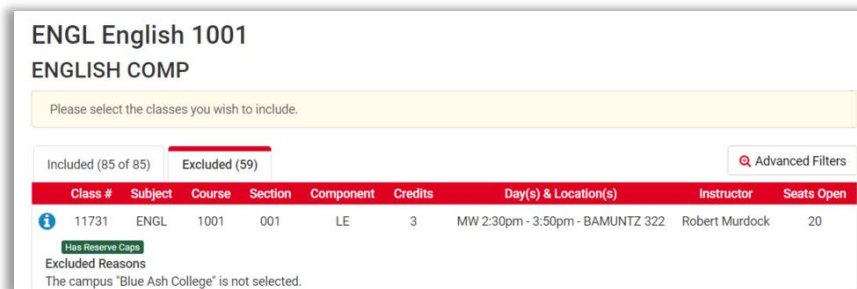 ENGL English 1001
ENGLISH COMP
Please select the classes you wish to include.
Included (85 of 85) Excluded (59) Advanced Filters
Class # Subject Course Section Component Credits Day(s) & Location(s) Instructor Seats Open
11731 ENGL 1001 001 LE 3 MW 2:30pm - 3:50pm - BAMUNTZ 322 Robert Murdock 20
Has Reserve Caps
Excluded Reasons
The campus "Blue Ash College" is not selected.